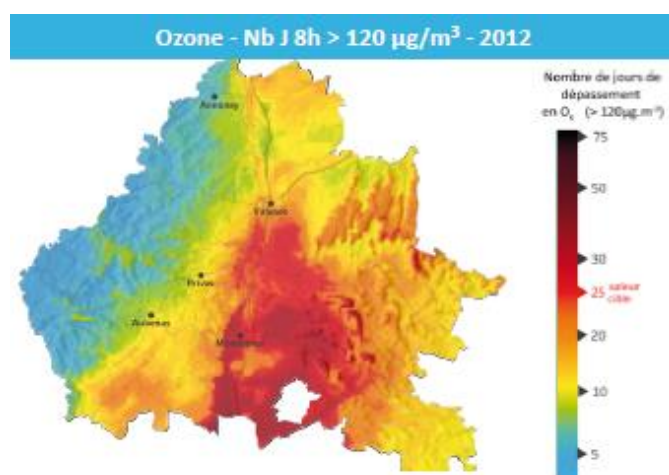 Ozone - Nb J 8h > 120 µg/m³ - 2012
Nombre de jours de
dépassement
en O₃ (> 120µg.m⁻³)
75
50
30
25 valeur
cible
20
10
5
Annonay
Valence
Privas
Aubenas
Montélimar